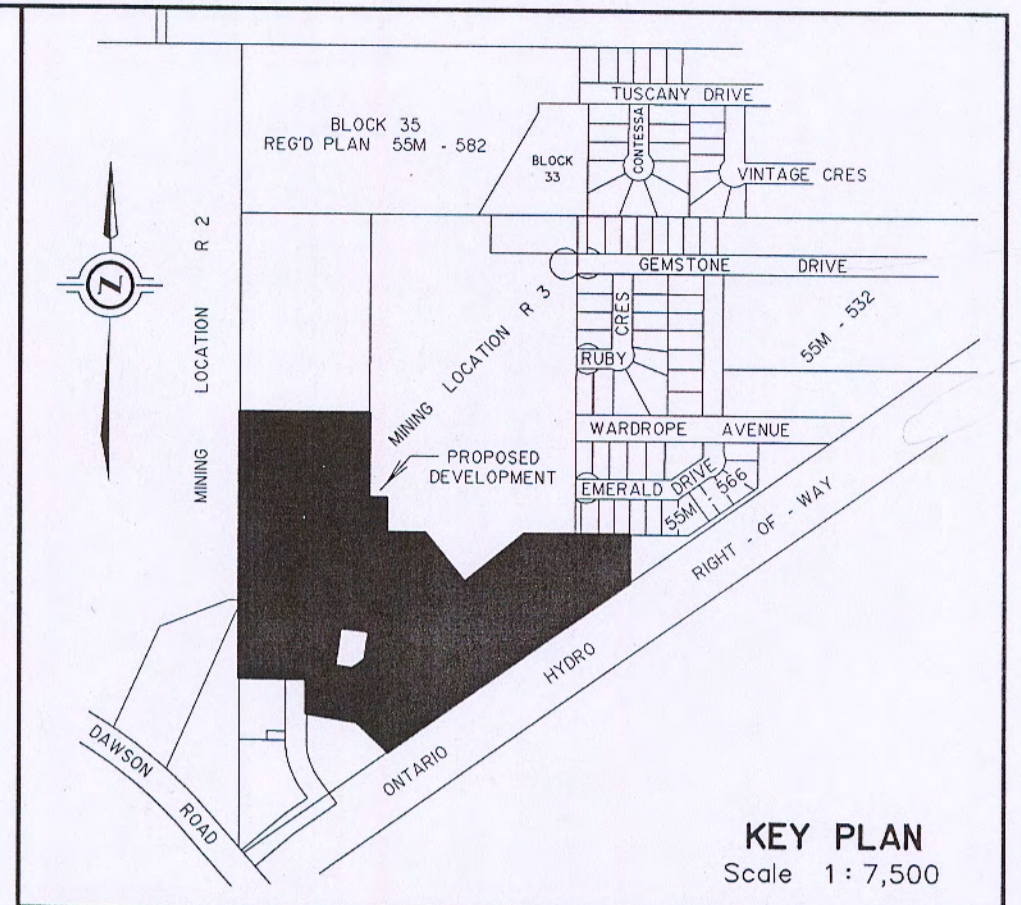 TUSCANY DRIVE
BLOCK 35
REG'D PLAN 55M - 582
CONTESSA
BLOCK
33
VINTAGE CRES
MINING LOCATION R 2
N
GEMSTONE DRIVE
MINING LOCATION R 3
CRES
RUBY
55M - 532
WARDROPE AVENUE
PROPOSED
DEVELOPMENT
EMERALD DRIVE
55M - 566
RIGHT - OF - WAY
HYDRO
ONTARIO
DAWSON ROAD
KEY PLAN
Scale 1 : 7,500